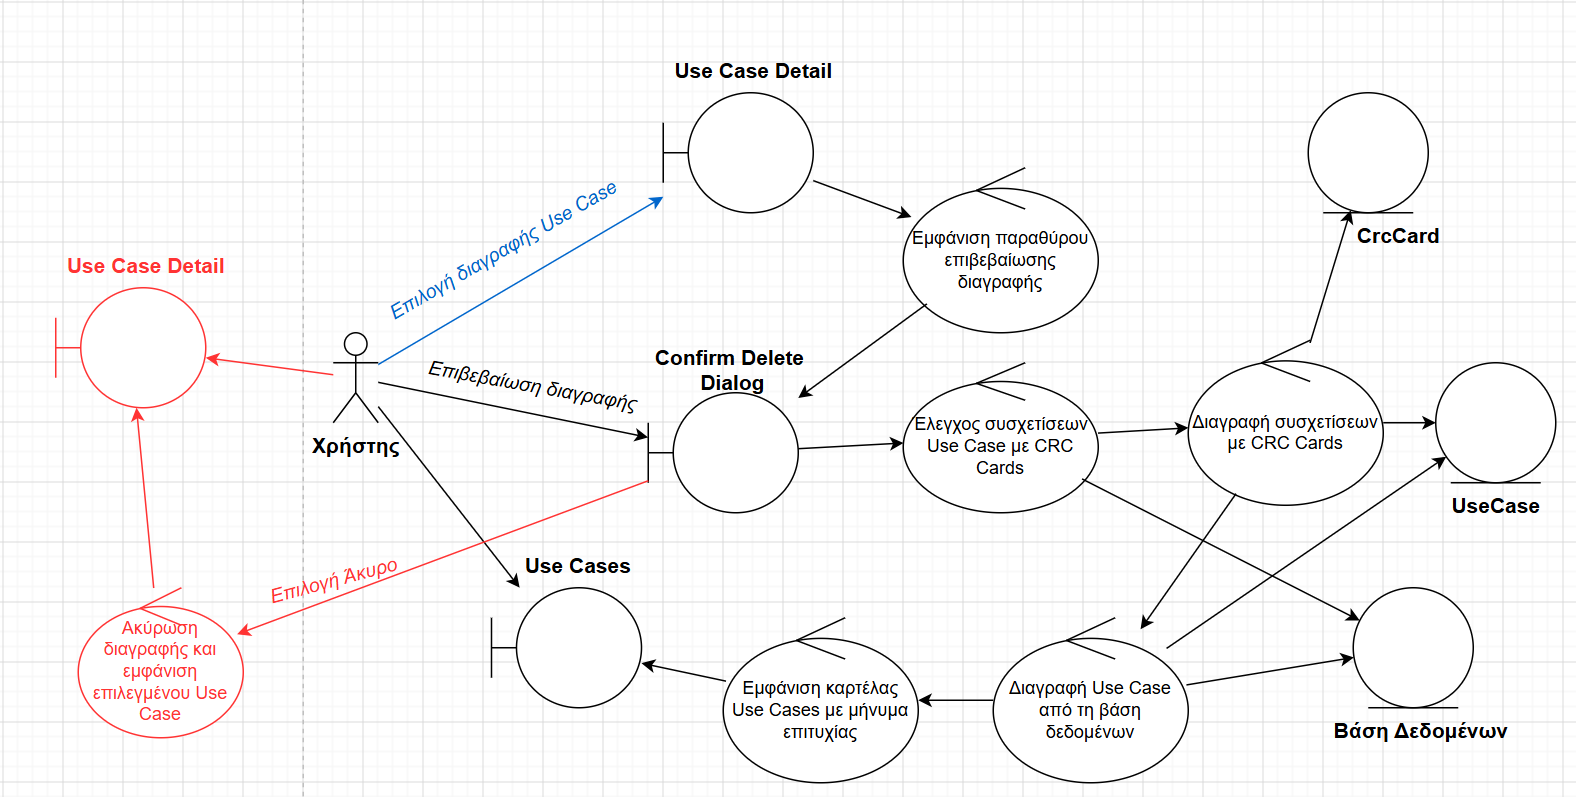 Use Case Detail
Επιλογή διαγραφής Use Case
Εμφάνιση παραθύρου
επιβεβαίωσης
διαγραφής
CrcCard
Use Case Detail
Χρήστης
Επιβεβαίωση διαγραφής
Confirm Delete
Dialog
Ελεγχος συσχετίσεων
Use Case με CRC
Cards
Διαγραφή συσχετίσεων
με CRC Cards
UseCase
Επιλογή Άκυρο
Use Cases
Ακύρωση
διαγραφής και
εμφάνιση
επιλεγμένου Use
Case
Εμφάνιση καρτέλας
Use Cases με μήνυμα
επιτυχίας
Διαγραφή Use Case
από τη βάση
δεδομένων
Βάση Δεδομένων